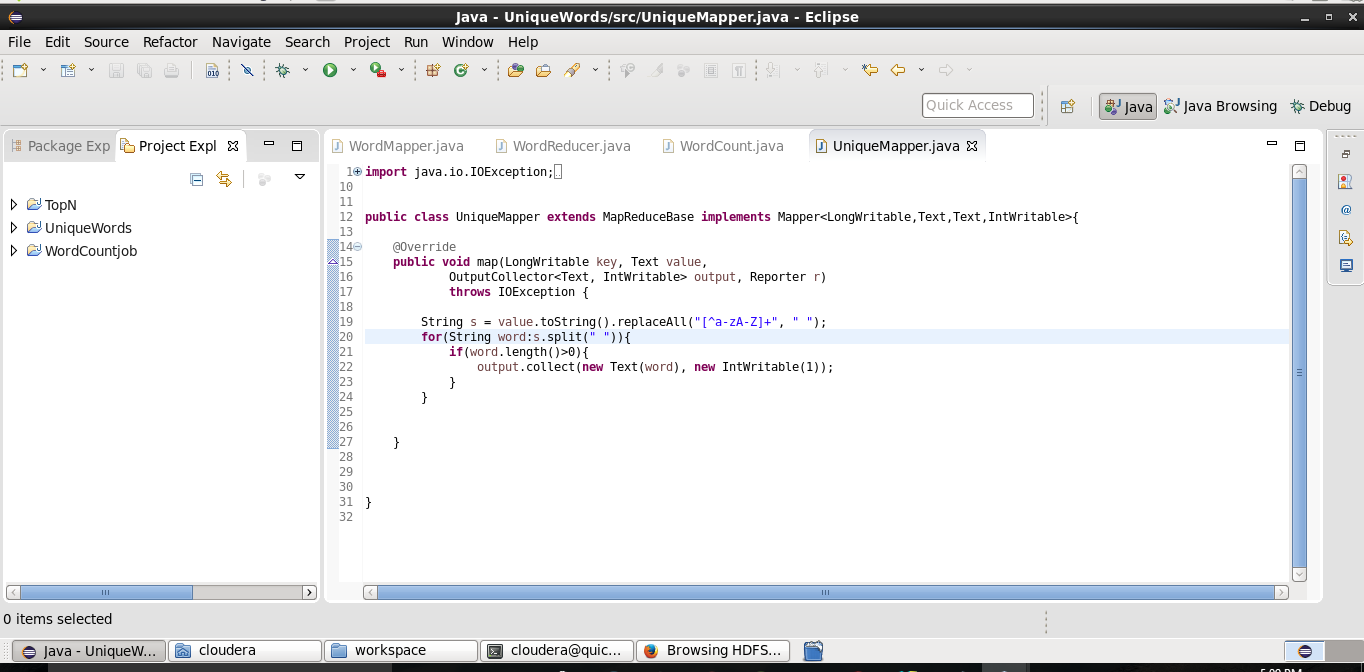 Java - UniqueWords/src/UniqueMapper.java - Eclipse
File Edit Source Refactor Navigate Search Project Run Window Help
010
Quick Access
Java
Java Browsing
Debug
Package Exp
Project Expl
WordMapper.java
WordReducer.java
WordCount.java
UniqueMapper.java
TopN
UniqueWords
WordCountjob
1 import java.io.IOException;
10
11
12 public class UniqueMapper extends MapReduceBase implements Mapper<LongWritable,Text,Text,IntWritable>{
13
14     @Override
15     public void map(LongWritable key, Text value,
16             OutputCollector<Text, IntWritable> output, Reporter r)
17             throws IOException {
18
19         String s = value.toString().replaceAll("[^a-zA-Z]+", " ");
20         for(String word:s.split(" ")){
21             if(word.length()>0){
22                 output.collect(new Text(word), new IntWritable(1));
23             }
24         }
25
26
27     }
28
29
30
31 }
32
0 items selected
Java - UniqueW...
cloudera
workspace
cloudera@quic...
Browsing HDFS...